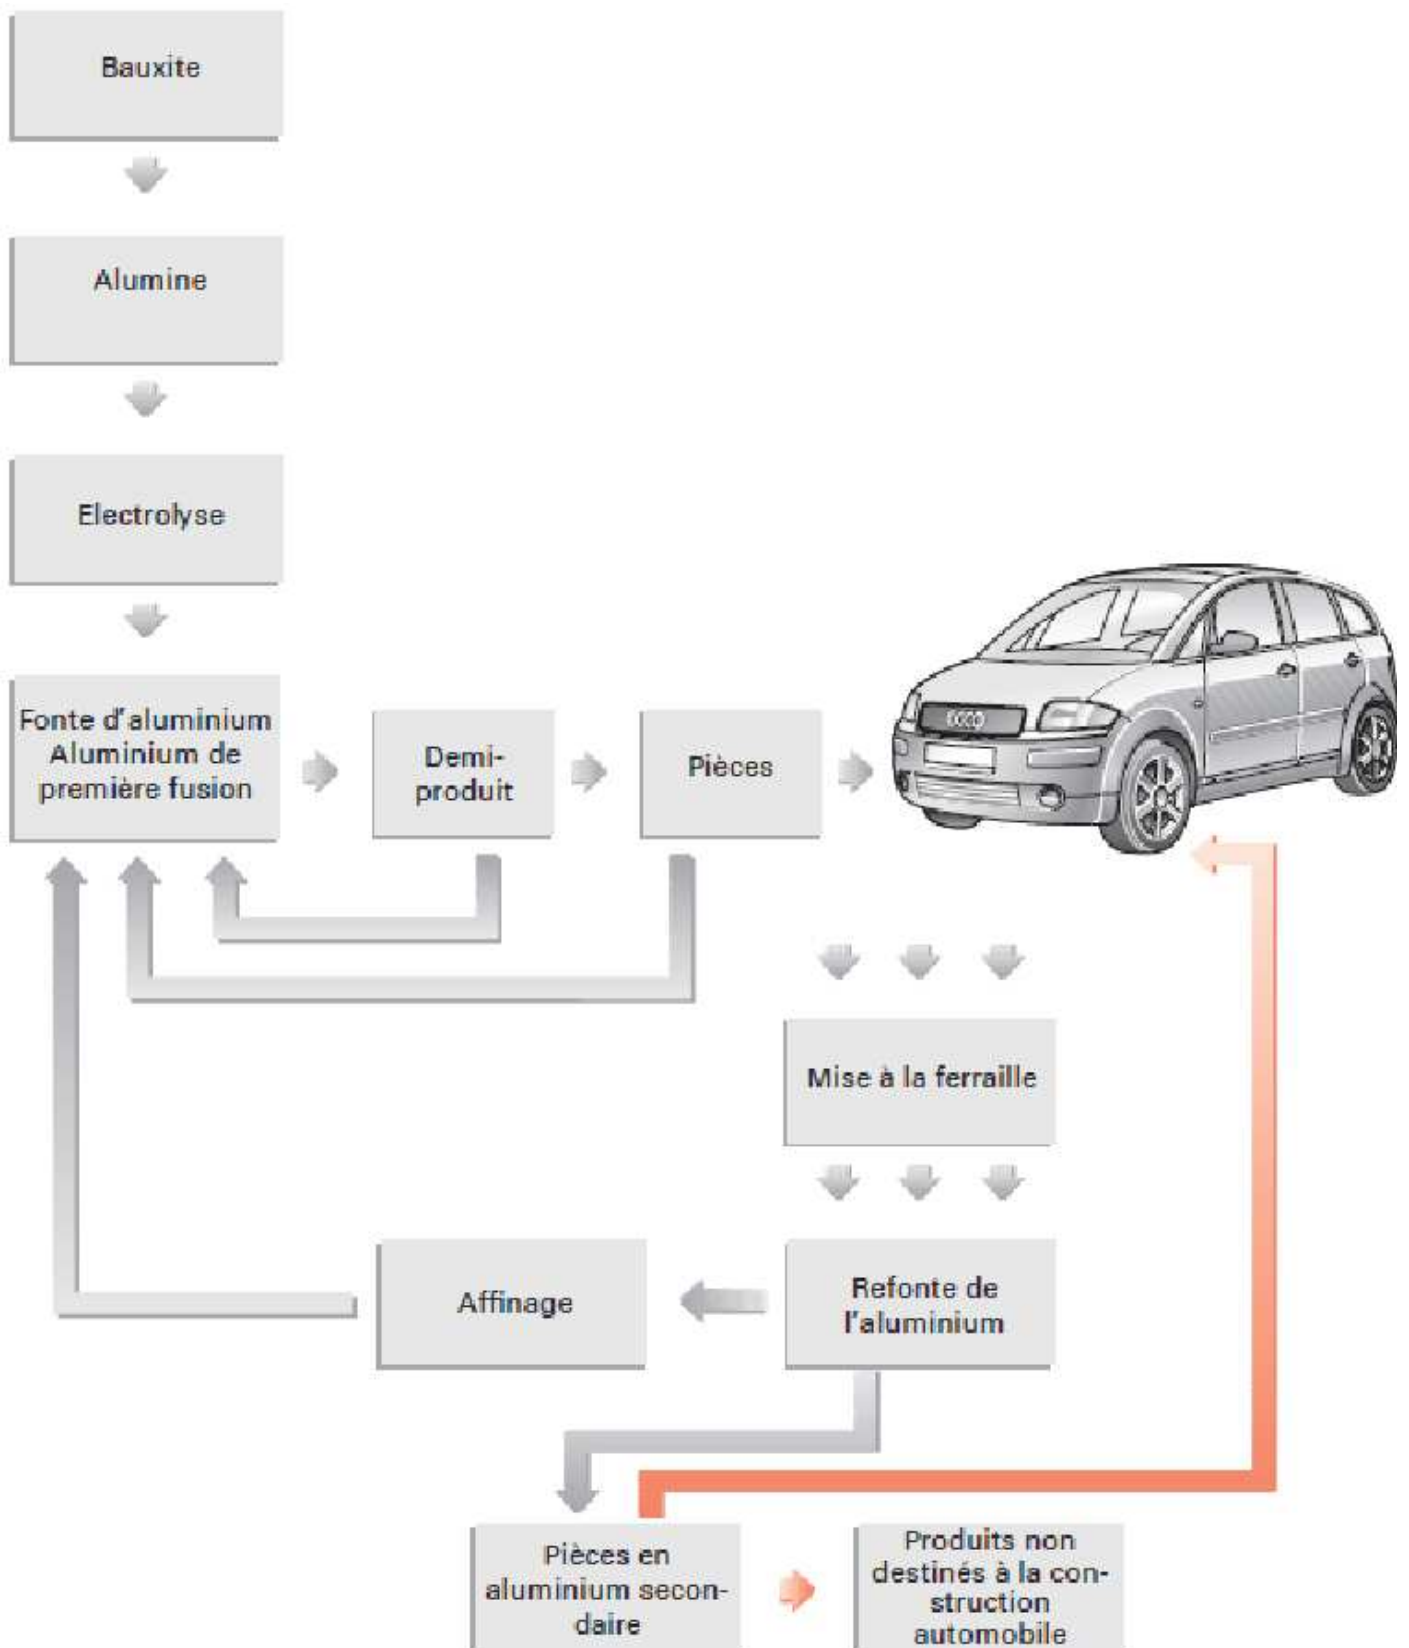 Bauxite
Alumine
Electrolyse
Fonte d'aluminium
Aluminium de
première fusion
Demi-
produit
Pièces
Mise à la ferraille
Affinage
Refonte de
l'aluminium
Pièces en
aluminium secon-
daire
Produits non
destinés à la con-
struction
automobile